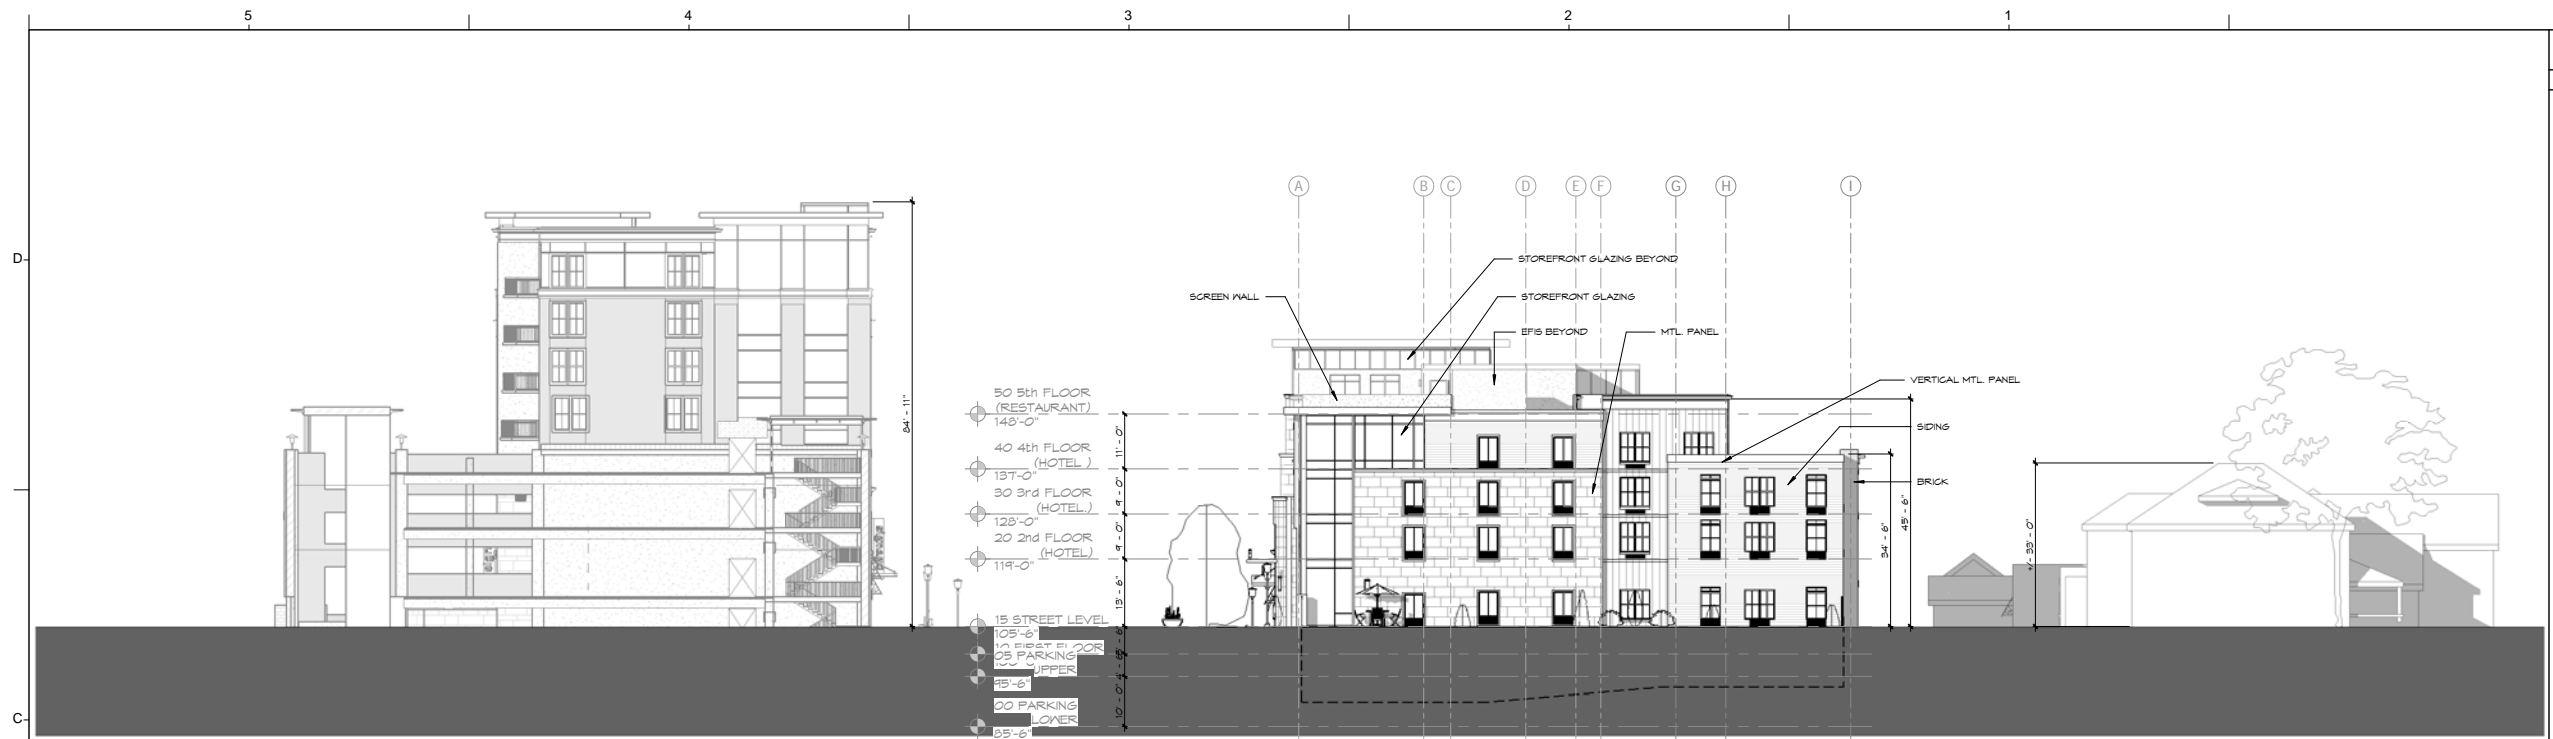 5 4 3 2 1
D
C
A B C D E F G H I
STOREFRONT GLAZING BEYOND
SCREEN WALL
STOREFRONT GLAZING
EFIS BEYOND
MTL. PANEL
VERTICAL MTL. PANEL
SIDING
BRICK
84' - 11"
50 5th FLOOR
(RESTAURANT)
148'-0"
40 4th FLOOR
(HOTEL )
137'-0"
30 3rd FLOOR
(HOTEL.)
128'-0"
20 2nd FLOOR
(HOTEL)
119'-0"
15 STREET LEVEL
105'-6"
10 FIRST FLOOR
05 PARKING
UPPER
95'-6"
00 PARKING
LOWER
85'-6"
11' - 0"
9' - 0"
9' - 0"
13' - 6"
10' - 0"
34' - 6"
45' - 6"
+/- 33' - 0"